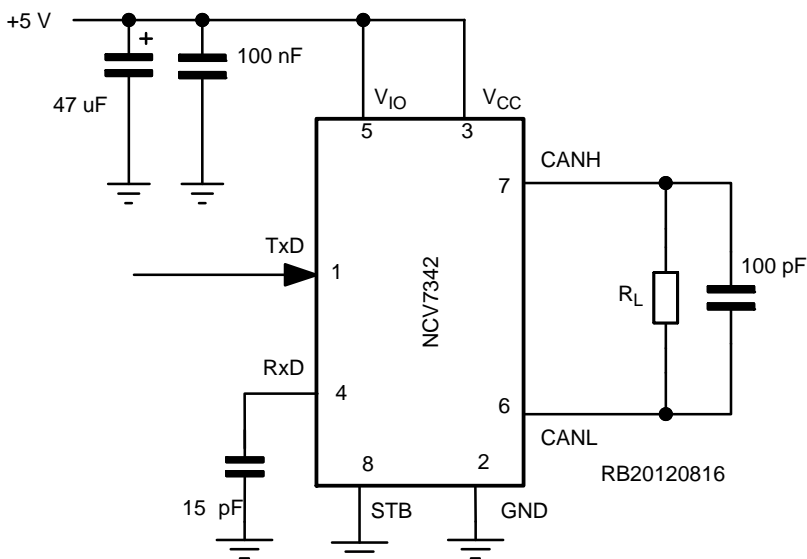 +5 V
+
100 nF
47 uF
V_IO
V_CC
5
3
CANH
7
TxD
1
NCV7342
R_L
100 pF
RxD
4
6
CANL
8
2
RB20120816
15 pF
STB
GND